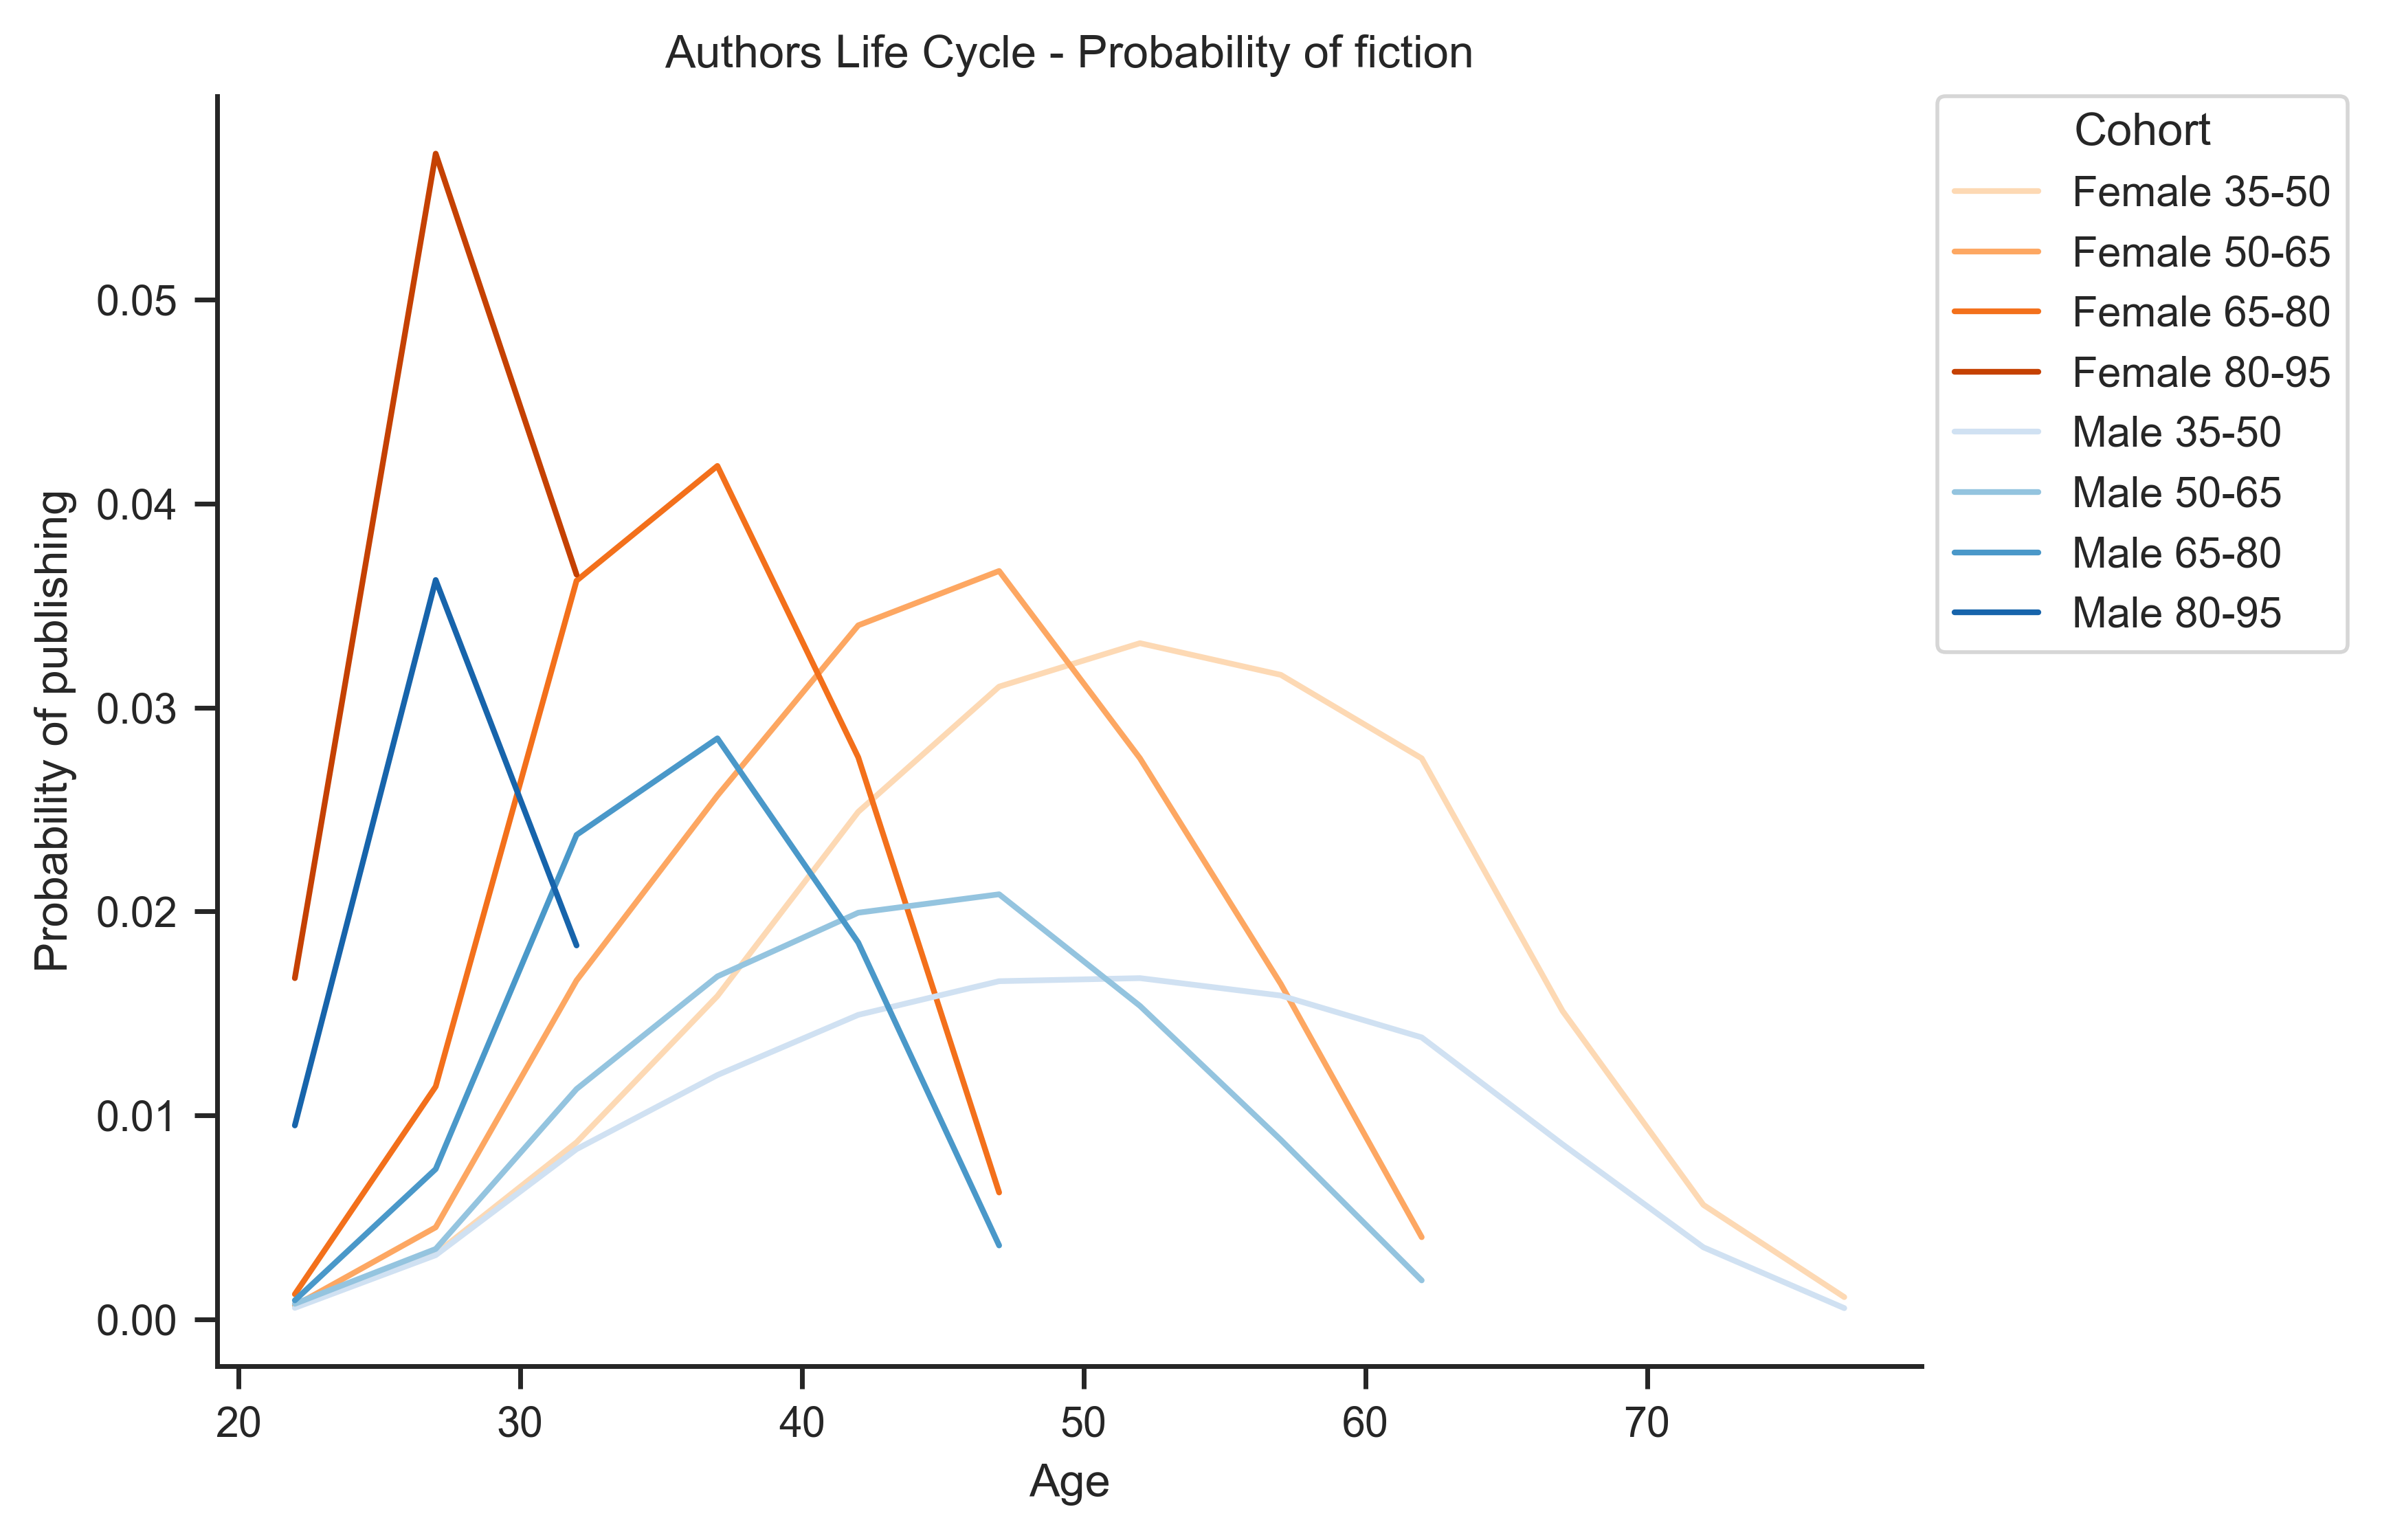 Authors Life Cycle - Probability of fiction
Probability of publishing
0.05
0.04
0.03
0.02
0.01
0.00
20 30 40 50 60 70
Age
Cohort
Female 35-50
Female 50-65
Female 65-80
Female 80-95
Male 35-50
Male 50-65
Male 65-80
Male 80-95